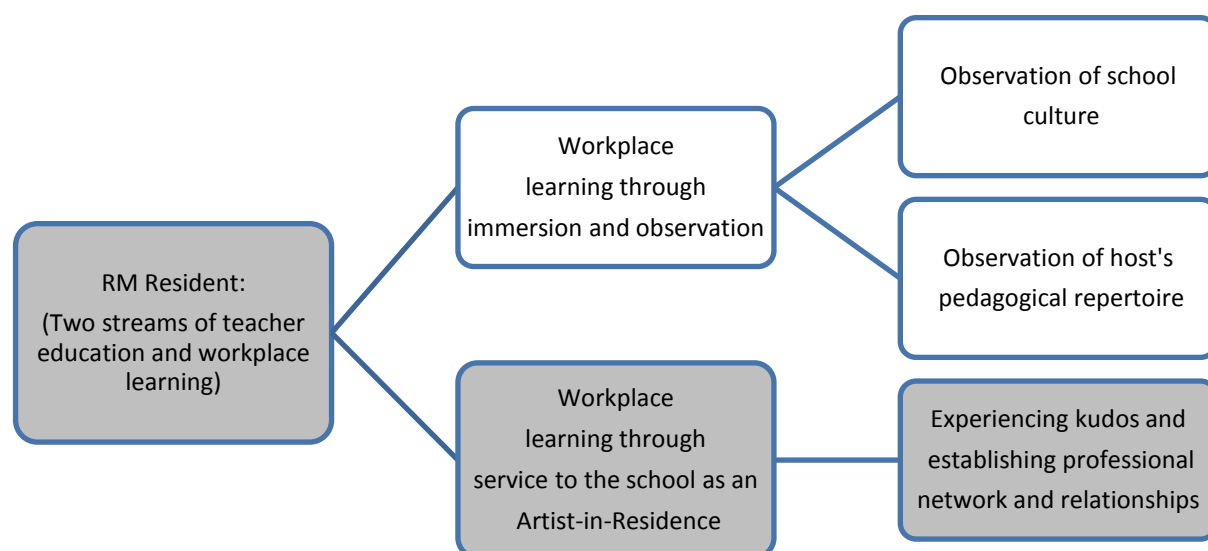 RM Resident:
(Two streams of teacher
education and workplace
learning)
Workplace
learning through
immersion and observation
Observation of school
culture
Observation of host's
pedagogical repertoire
Workplace
learning through
service to the school as an
Artist-in-Residence
Experiencing kudos and
establishing professional
network and relationships